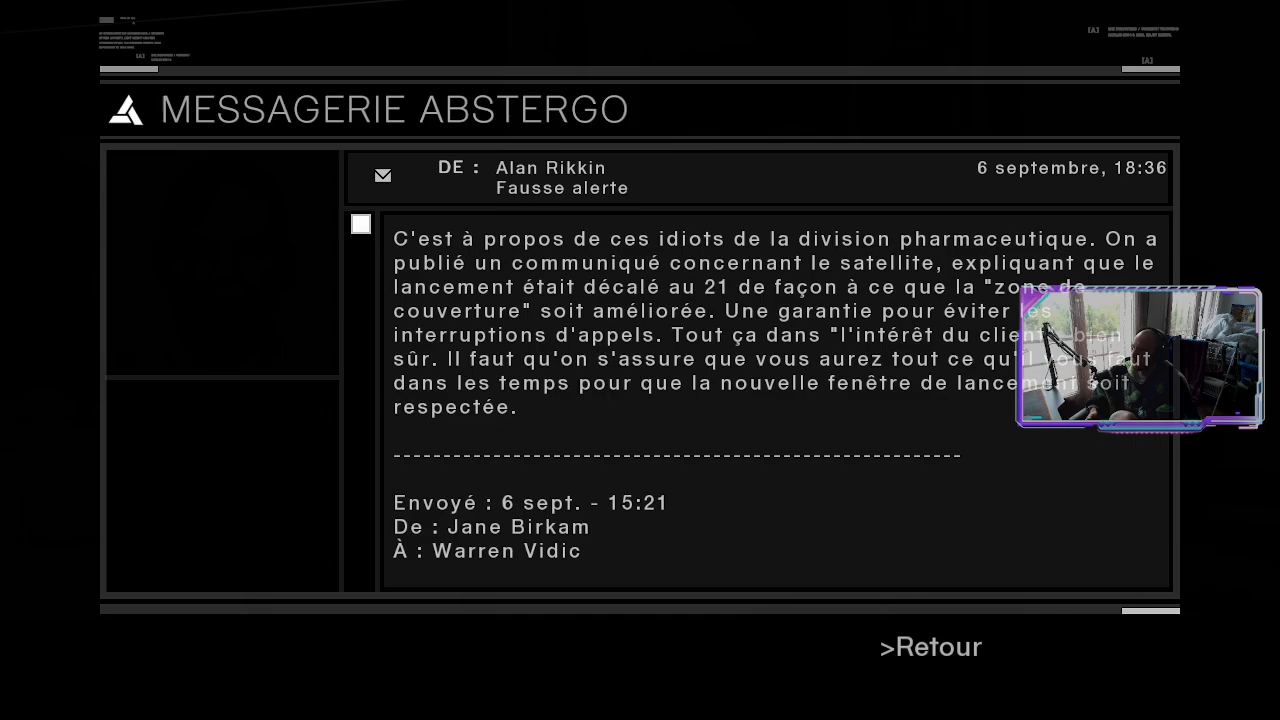 MESSAGERIE ABSTERGO
DE : Alan Rikkin 6 septembre, 18:36
Fausse alerte
C'est à propos de ces idiots de la division pharmaceutique. On a
publié un communiqué concernant le satellite, expliquant que le
lancement était décalé au 21 de façon à ce que la "zone de
couverture" soit améliorée. Une garantie pour éviter les
interruptions d'appels. Tout ça dans "l'intérêt du client" bien
sûr. Il faut qu'on s'assure que vous aurez tout ce qu'il vous faut
dans les temps pour que la nouvelle fenêtre de lancement soit
respectée.
---------------------------------------------------------
Envoyé : 6 sept. - 15:21
De : Jane Birkam
À : Warren Vidic
>Retour